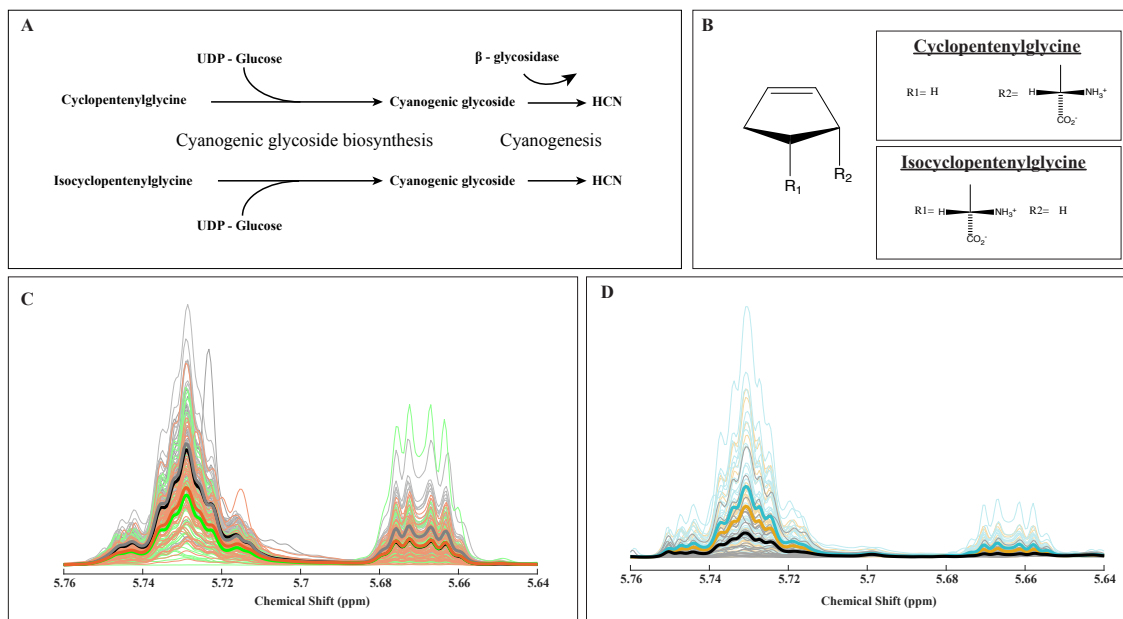 A
UDP - Glucose
β - glycosidase
Cyclopentenylglycine
Cyanogenic glycoside
HCN
Cyanogenic glycoside biosynthesis
Cyanogenesis
Isocyclopentenylglycine
Cyanogenic glycoside
HCN
UDP - Glucose
B
R1
R2
Cyclopentenylglycine
R1= H
R2=
H
NH3+
CO2-
Isocyclopentenylglycine
R1=
H
NH3+
R2= H
CO2-
C
5.76
5.74
5.72
5.7
5.68
5.66
5.64
Chemical Shift (ppm)
D
5.76
5.74
5.72
5.7
5.68
5.66
5.64
Chemical Shift (ppm)